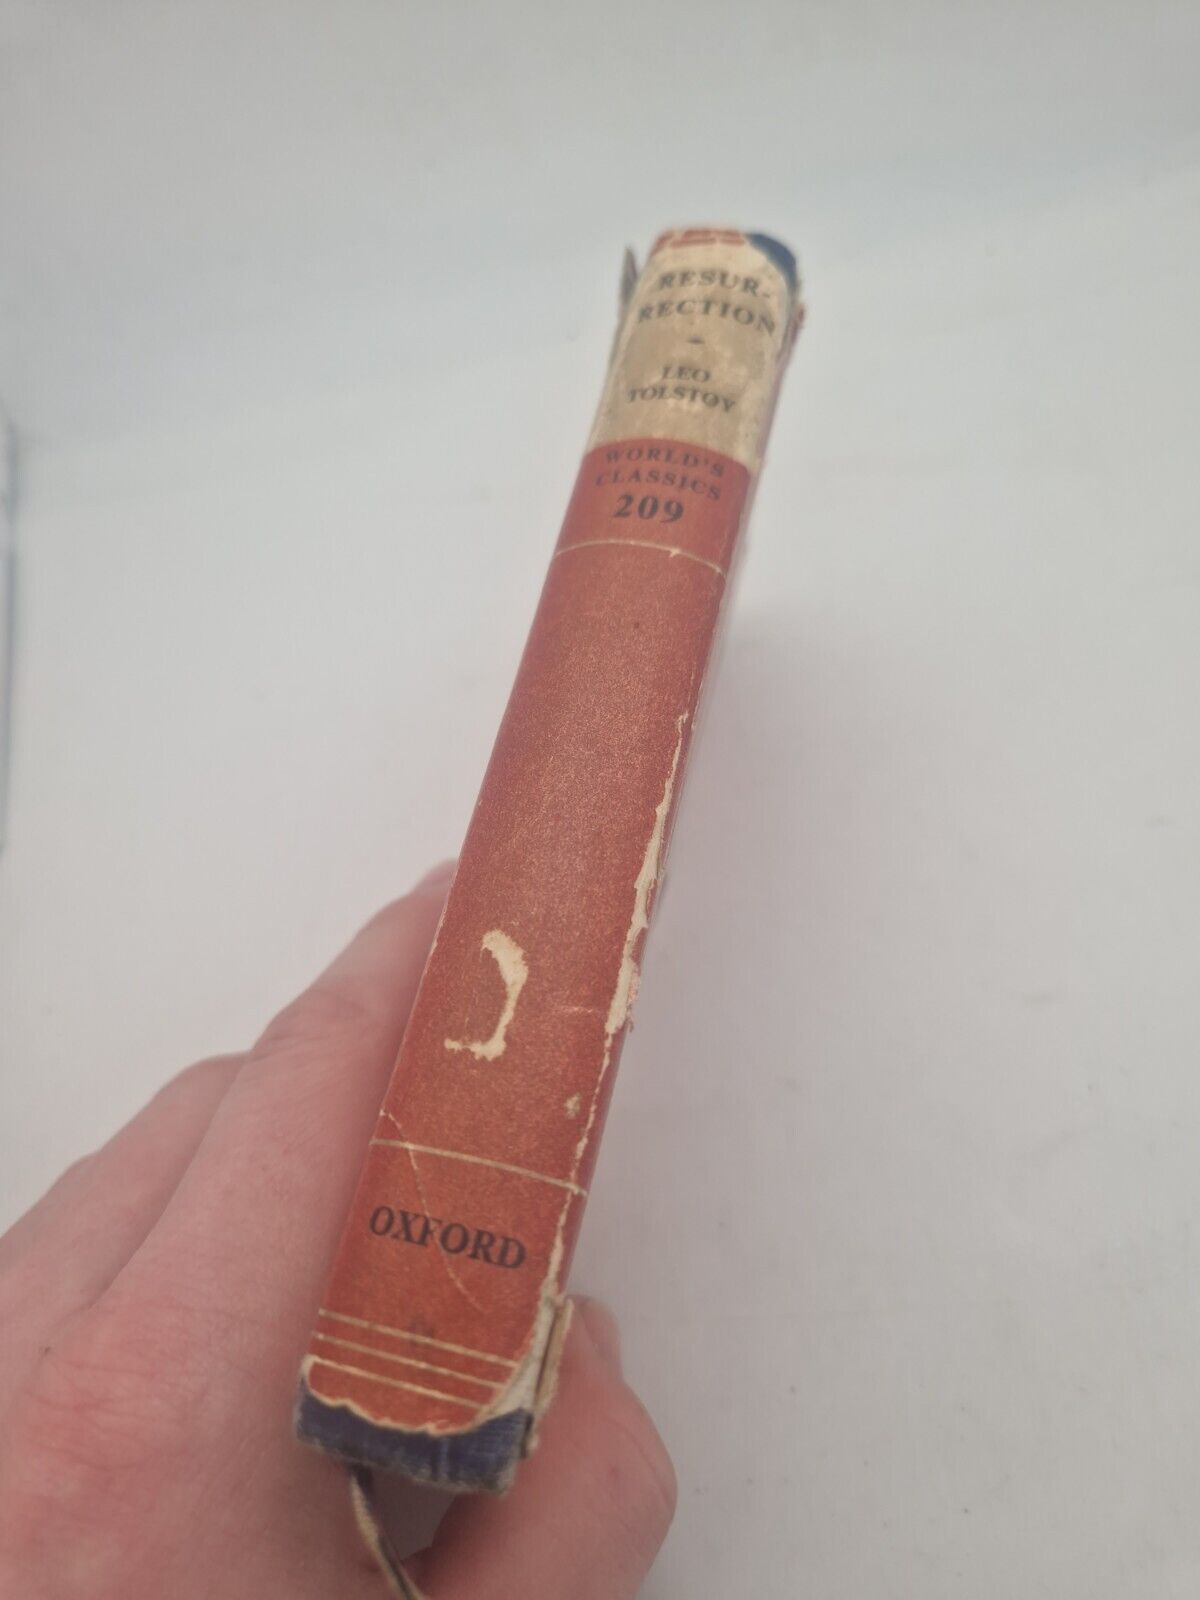 RESUR-
RECTION
LEO
TOLSTOY
WORLD'S
CLASSICS
209
OXFORD